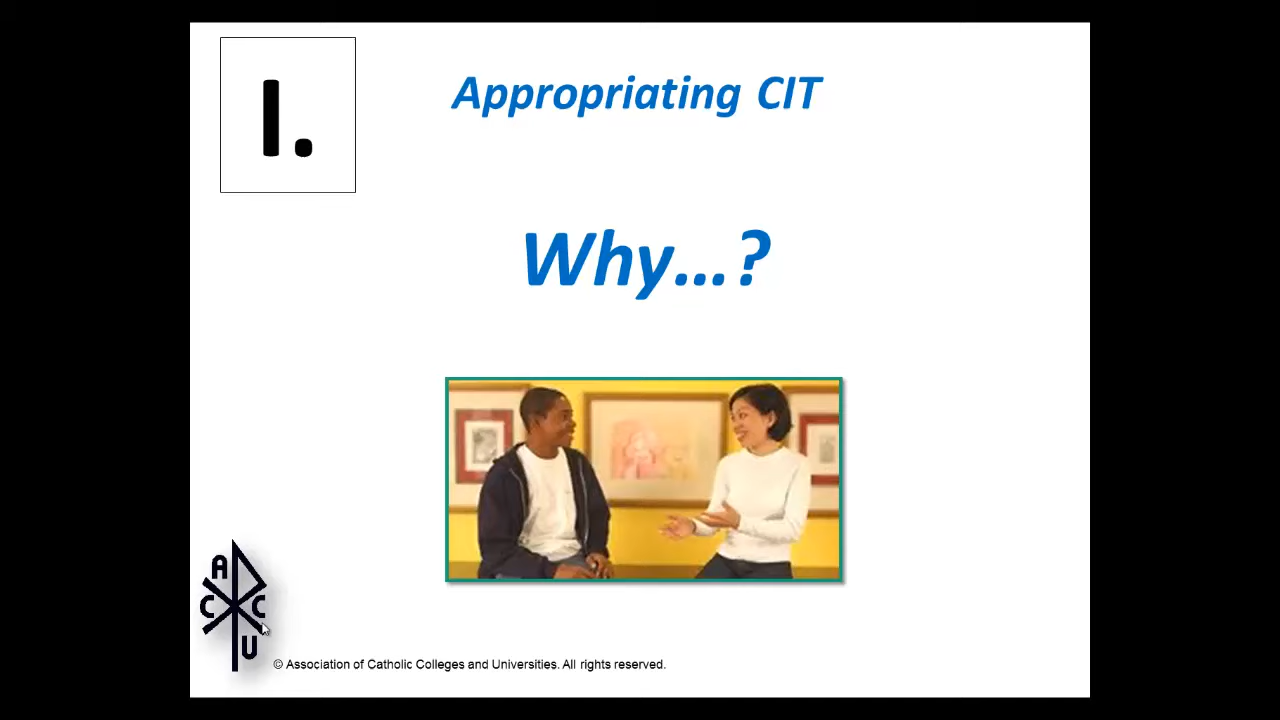 I.
Appropriating CIT
Why...?
A
C C
U
© Association of Catholic Colleges and Universities. All rights reserved.